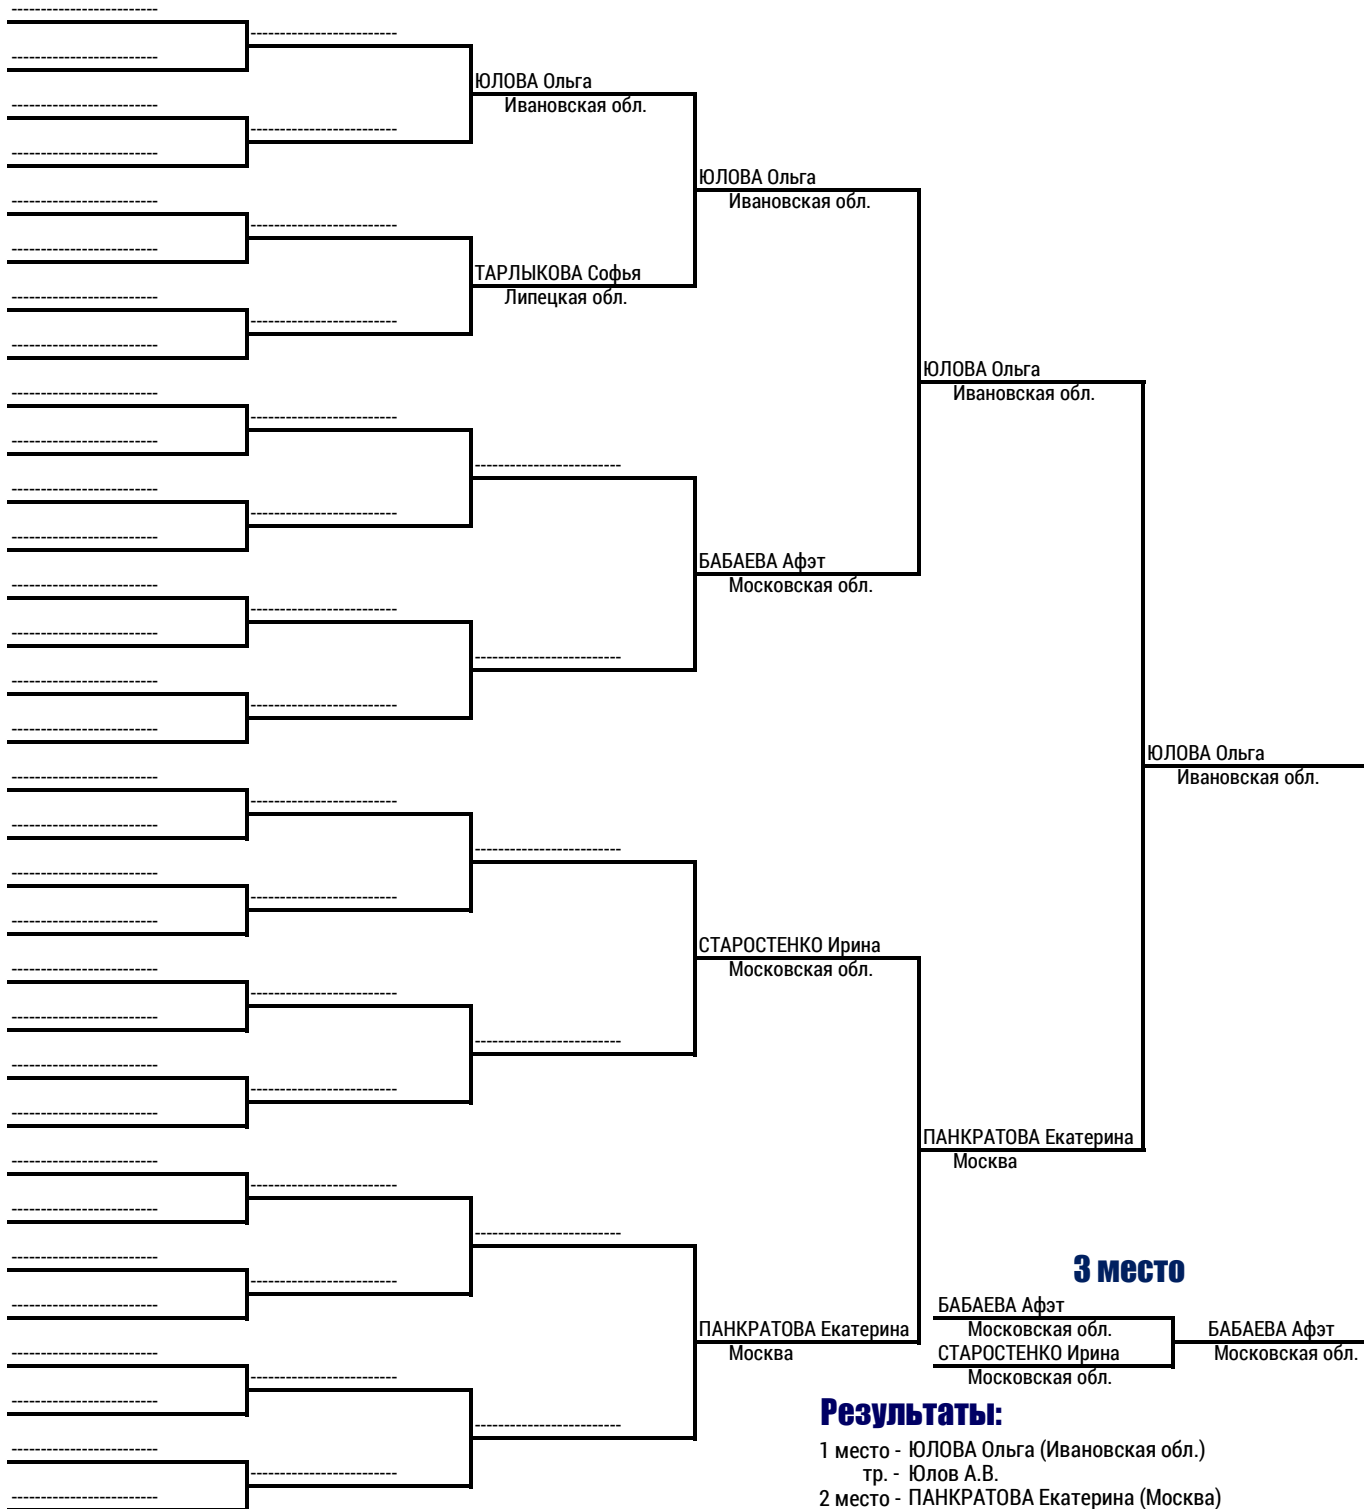 ЮЛОВА Ольга
Ивановская обл.
ЮЛОВА Ольга
Ивановская обл.
ТАРЛЫКОВА Софья
Липецкая обл.
ЮЛОВА Ольга
Ивановская обл.
БАБАЕВА Афэт
Московская обл.
ЮЛОВА Ольга
Ивановская обл.
СТАРОСТЕНКО Ирина
Московская обл.
ПАНКРАТОВА Екатерина
Москва
3 место
БАБАЕВА Афэт
Московская обл.
СТАРОСТЕНКО Ирина
Московская обл.
БАБАЕВА Афэт
Московская обл.
ПАНКРАТОВА Екатерина
Москва
Результаты:
1 место - ЮЛОВА Ольга (Ивановская обл.)
тр. - Юлов А.В.
2 место - ПАНКРАТОВА Екатерина (Москва)